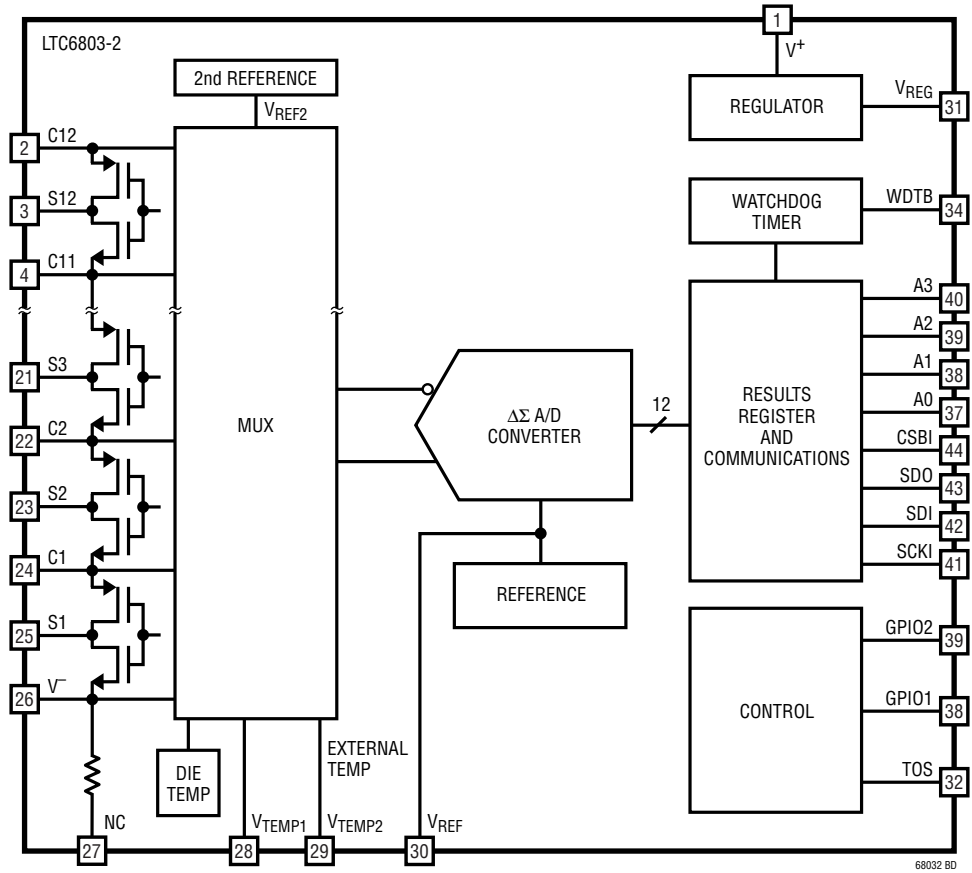 LTC6803-2
1
V+
2nd REFERENCE
VREF2
REGULATOR
VREG
31
2
C12
3
S12
4
C11
WATCHDOG
TIMER
WDTB
34
21
S3
22
C2
23
S2
24
C1
25
S1
26
V–
MUX
ΔΣ A/D
CONVERTER
12
REFERENCE
RESULTS
REGISTER
AND
COMMUNICATIONS
A3
40
A2
39
A1
38
A0
37
CSBI
44
SDO
43
SDI
42
SCKI
41
CONTROL
GPIO2
39
GPIO1
38
TOS
32
DIE
TEMP
EXTERNAL
TEMP
NC
27
VTEMP1
28
VTEMP2
29
VREF
30
68032 BD